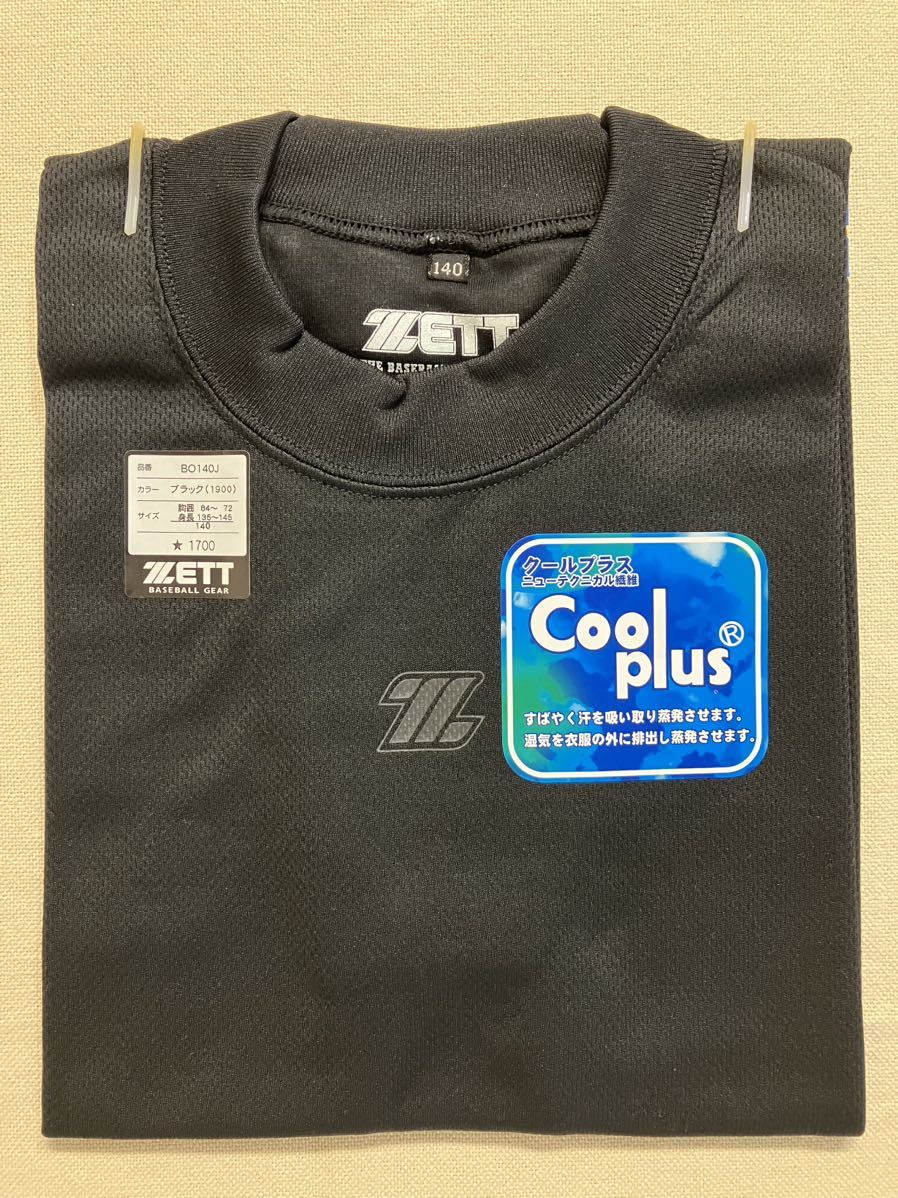 140
ZETT
THE BASEBA
品番 BO140J
カラー ブラック(1900)
サイズ 胸囲 64～ 72
身長 135～145
140
★ 1700
ZETT
BASEBALL GEAR
クールプラス
ニューテクニカル繊維
Cool
plus®
すばやく汗を吸い取り蒸発させます。
湿気を衣服の外に排出し蒸発させます。